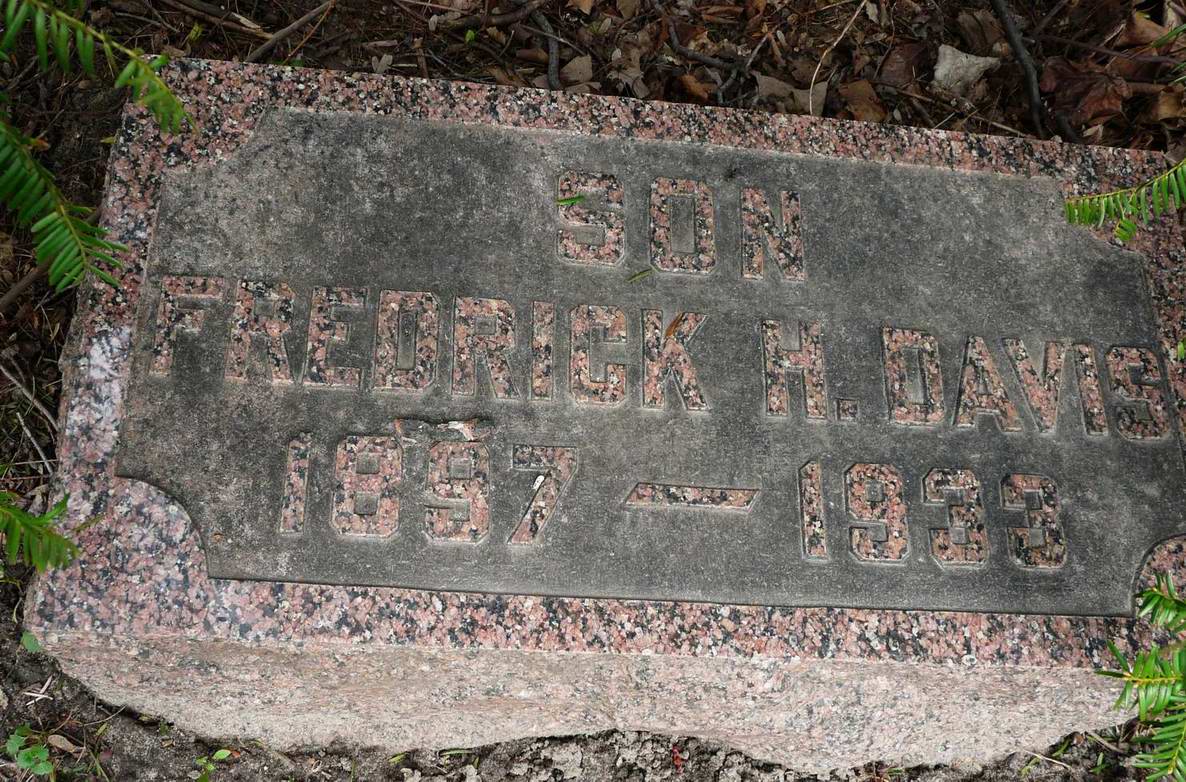 SON
FREDRICK H. DAVIS
1897 — 1933